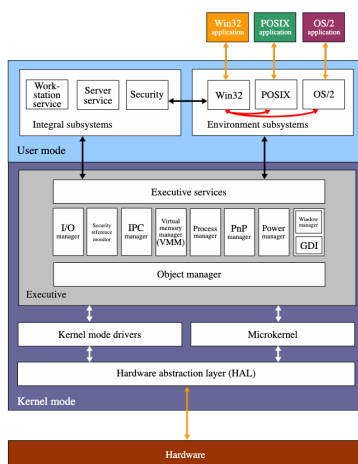 Win32
application
POSIX
application
OS/2
application
Work-
station
service
Server
service
Security
Win32
POSIX
OS/2
Integral subsystems
Environment subsystems
User mode
Executive services
I/O
manager
Security
reference
monitor
IPC
manager
Virtual
memory
manager
(VMM)
Process
manager
PnP
manager
Power
manager
Window
manager
GDI
Object manager
Executive
Kernel mode drivers
Microkernel
Hardware abstraction layer (HAL)
Kernel mode
Hardware